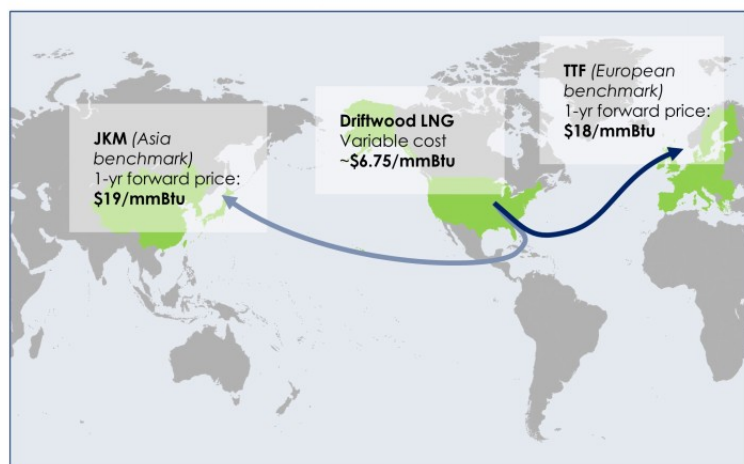 JKM (Asia
benchmark)
1-yr forward price:
$19/mmBtu
Driftwood LNG
Variable cost
~$6.75/mmBtu
TTF (European
benchmark)
1-yr forward price:
$18/mmBtu